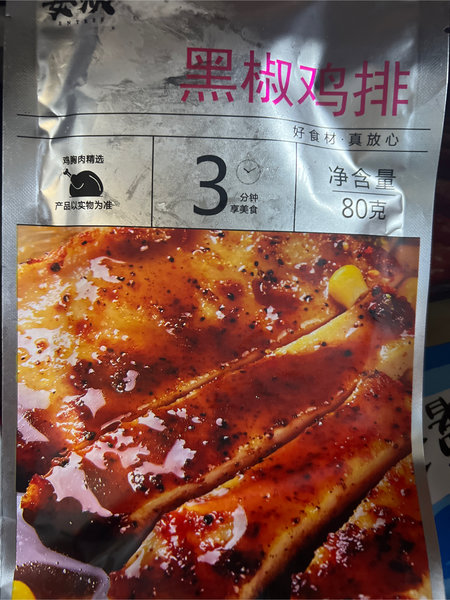 黑椒鸡排
好食材·真放心
鸡胸肉精选
产品以实物为准
3
分钟
享美食
净含量
80克